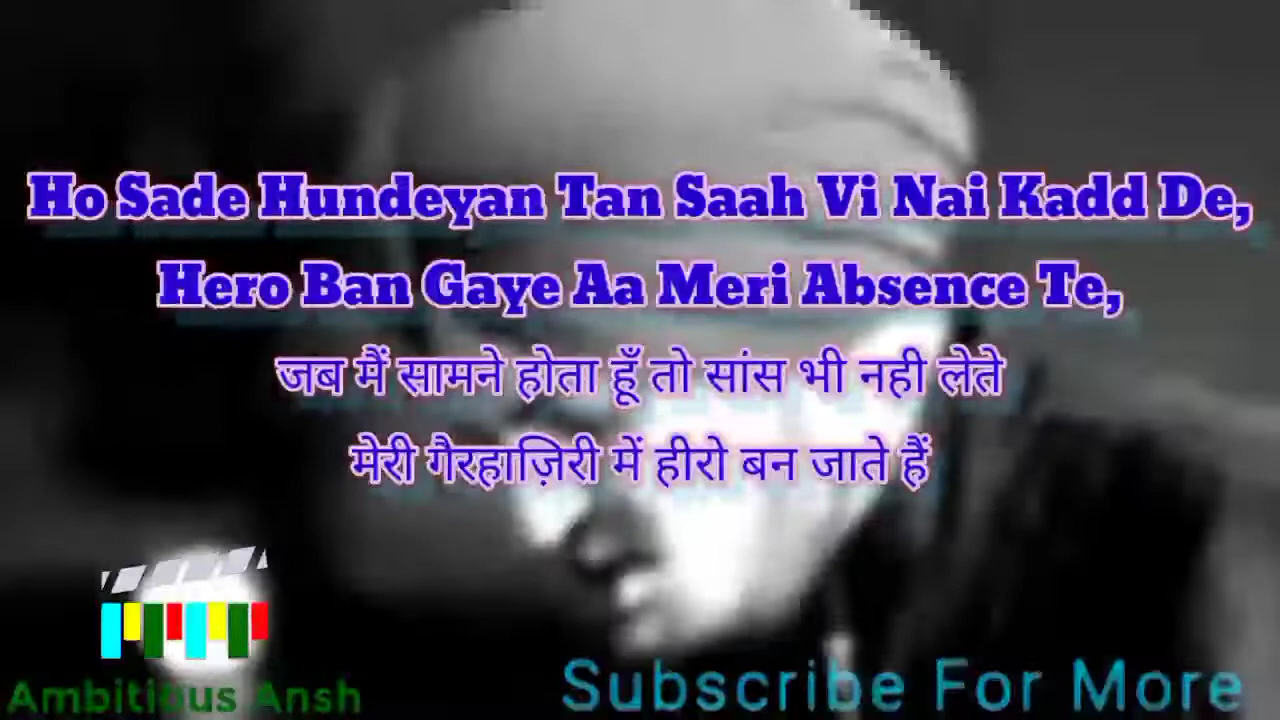 Ho Sade Hundeyan Tan Saah Vi Nai Kadd De,
Hero Ban Gaye Aa Meri Absence Te,
जब मैं सामने होता हूँ तो सांस भी नही लेते
मेरी गैरहाज़िरी में हीरो बन जाते हैं
Ambitious Ansh
Subscribe For More